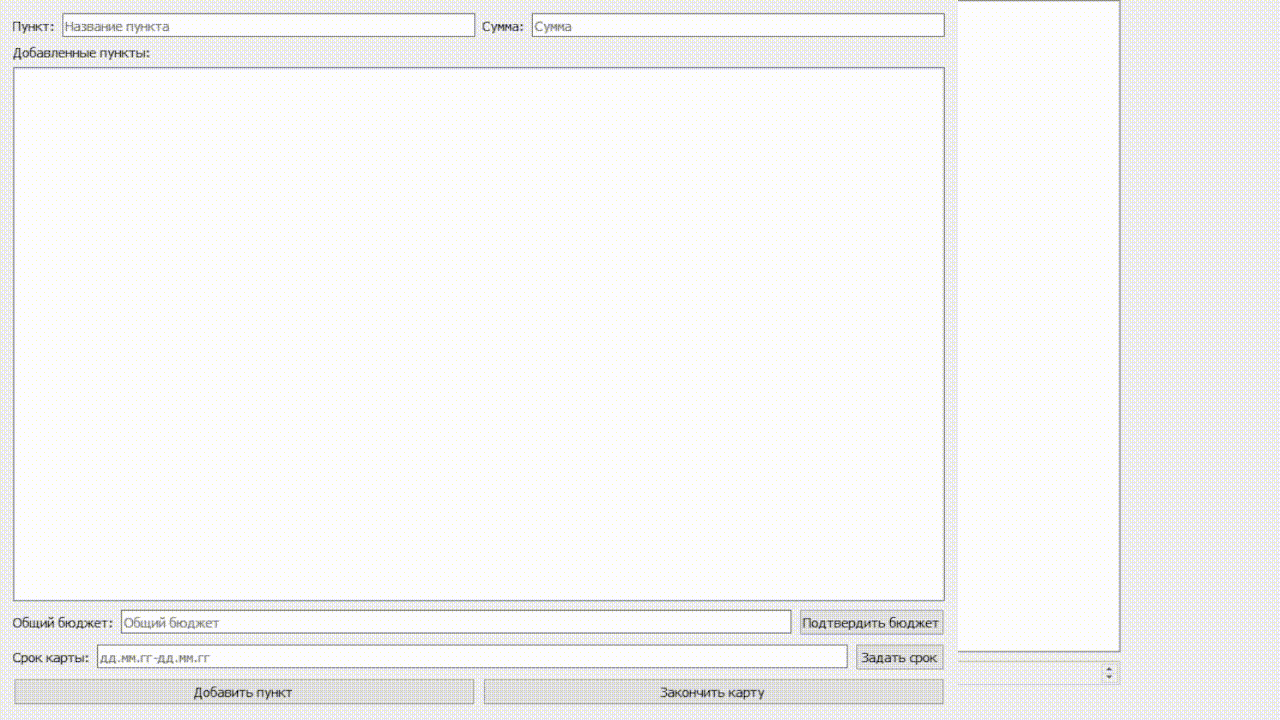 Пункт: Название пункта Сумма: Сумма
Добавленные пункты:
Общий бюджет: Общий бюджет Подтвердить бюджет
Срок карты: дд.мм.гг-дд.мм.гг Задать срок
Добавить пункт Закончить карту